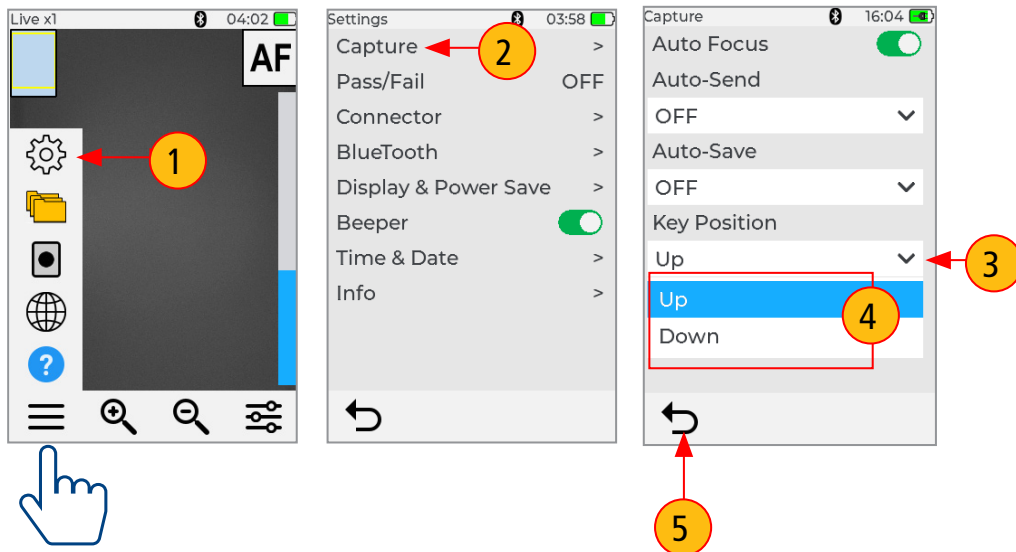 Live x1 04:02
AF
1
?
Settings 03:58
Capture >
2
Pass/Fail OFF
Connector >
BlueTooth >
Display & Power Save >
Beeper
Time & Date >
Info >
Capture 16:04
Auto Focus
Auto-Send
OFF
Auto-Save
OFF
Key Position
Up
3
Up
4
Down
5